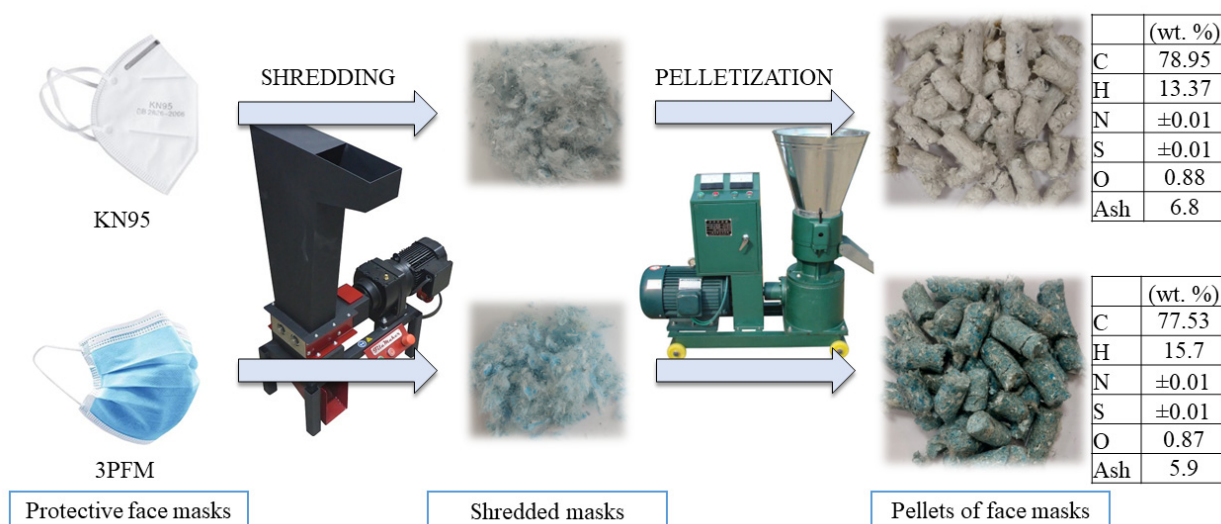 SHREDDING
PELLETIZATION
KN95
KN95
3PFM
(wt. %)
C 78.95
H 13.37
N ±0.01
S ±0.01
O 0.88
Ash 6.8
(wt. %)
C 77.53
H 15.7
N ±0.01
S ±0.01
O 0.87
Ash 5.9
Protective face masks
Shredded masks
Pellets of face masks